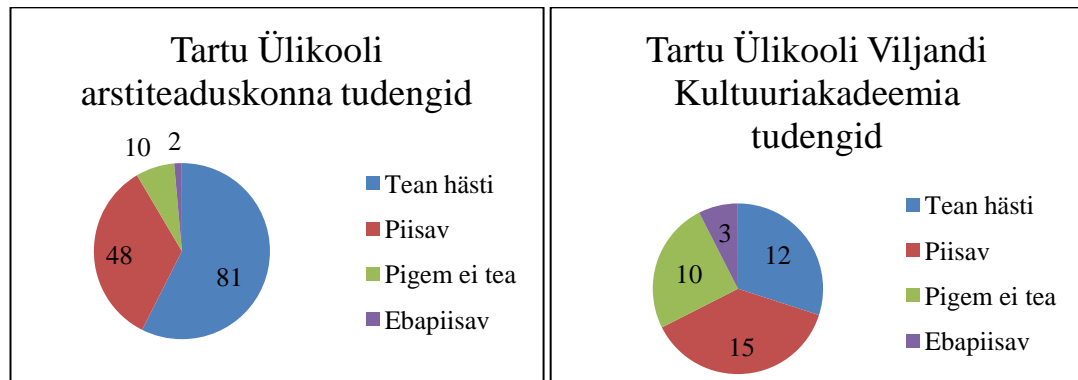 Tartu Ülikooli
arstiteaduskonna tudengid
10
2
48
81
Tean hästi
Piisav
Pigem ei tea
Ebapiisav
Tartu Ülikooli Viljandi
Kultuuriakadeemia
tudengid
3
12
10
15
Tean hästi
Piisav
Pigem ei tea
Ebapiisav